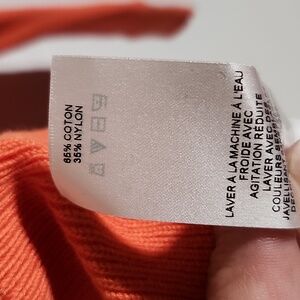 65% COTON
35% NYLON
LAVER À LA MACHINE À L'EAU
FROIDE AVEC
AGITATION RÉDUITE
LAVER AVEC DES
COULEURS